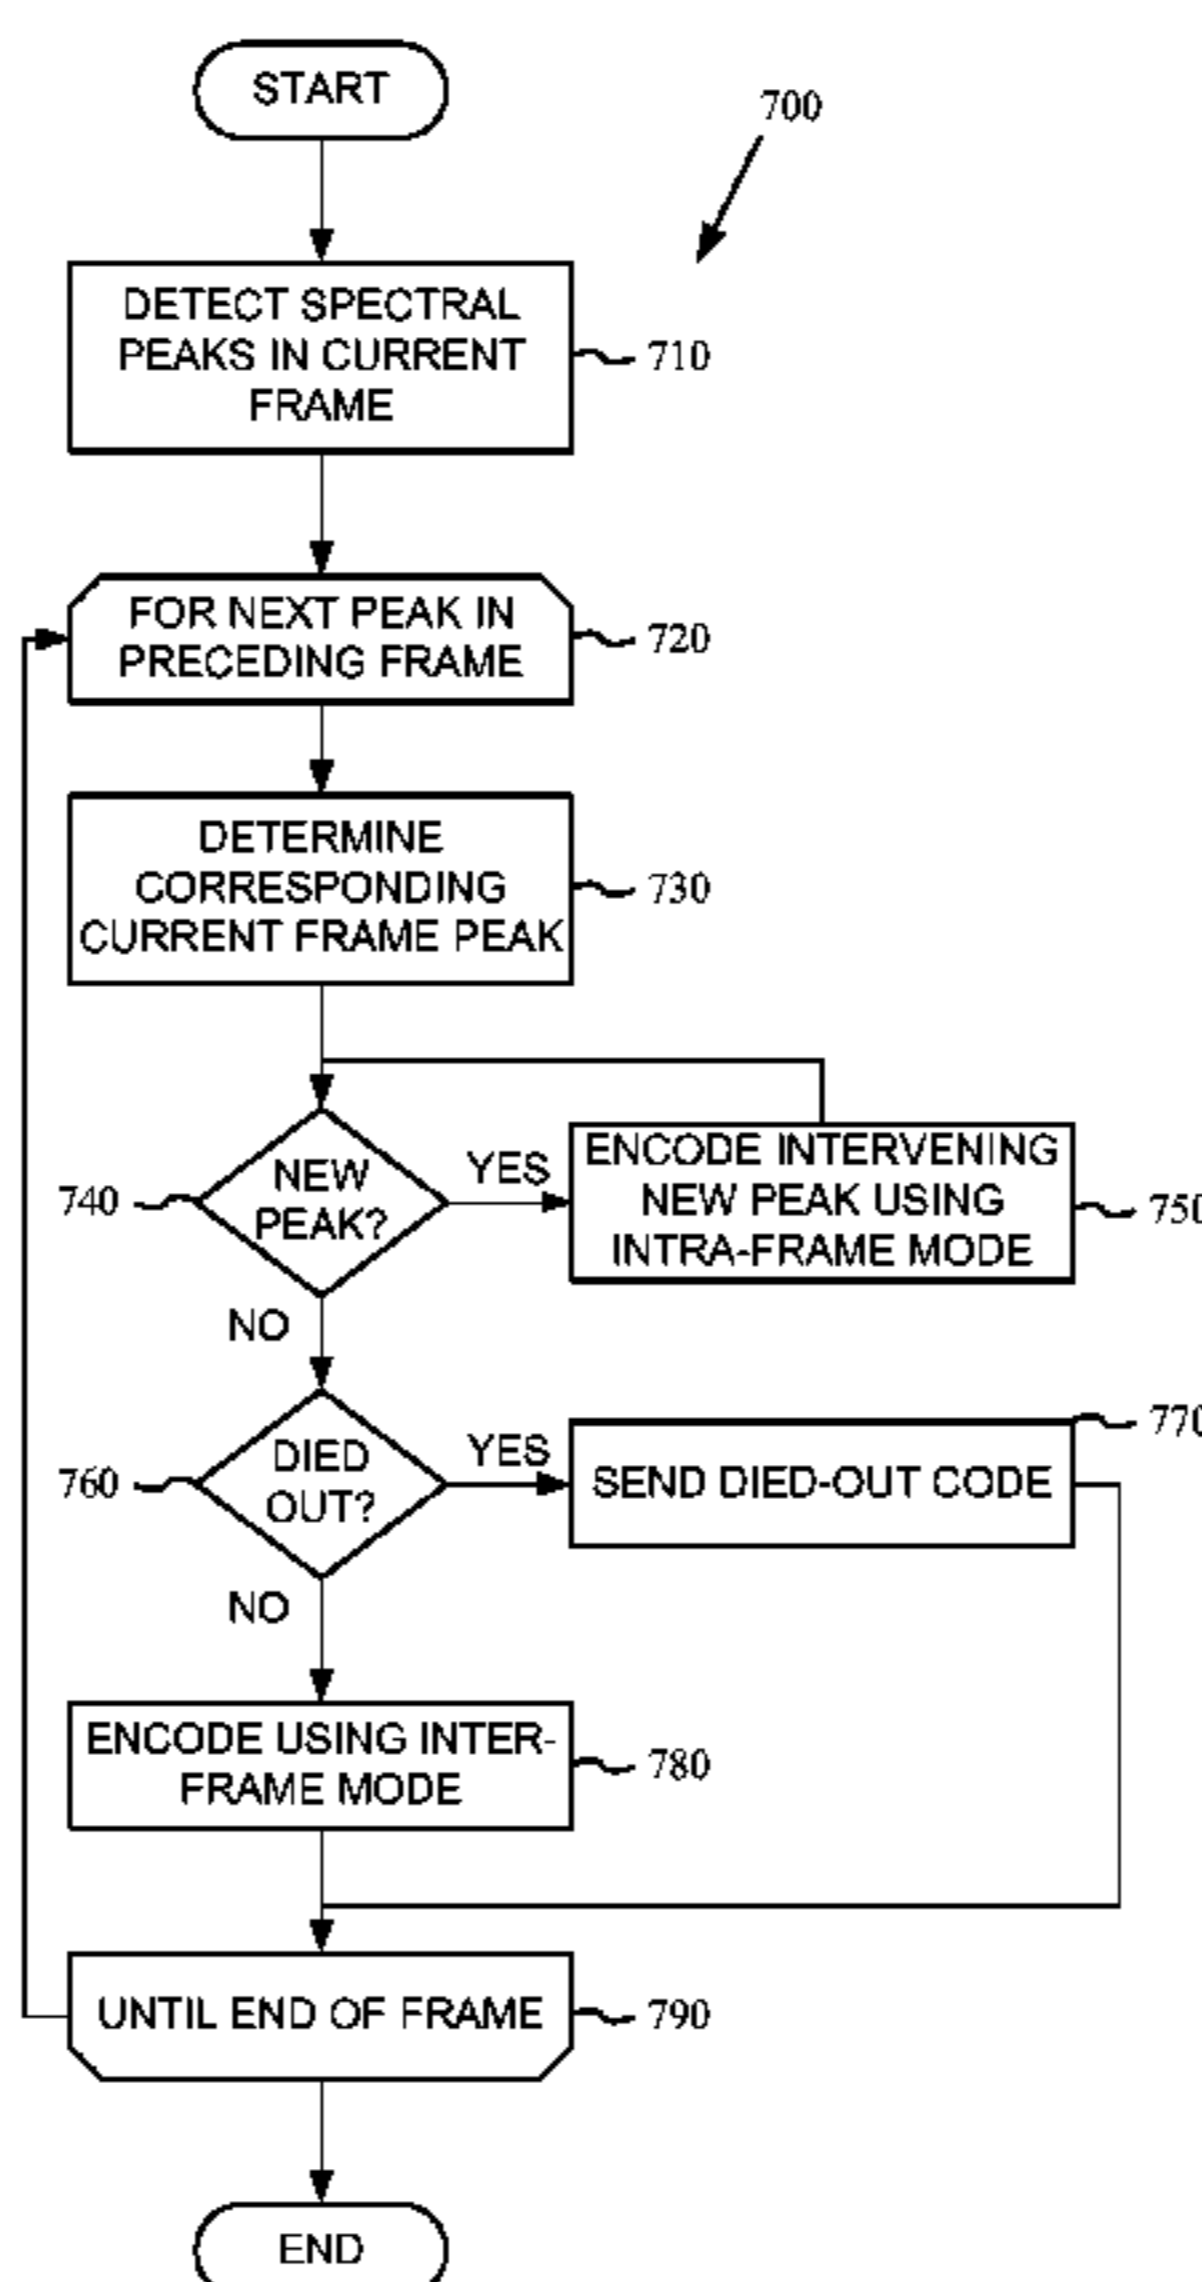 START
700
DETECT SPECTRAL
PEAKS IN CURRENT
FRAME
710
FOR NEXT PEAK IN
PRECEDING FRAME
720
DETERMINE
CORRESPONDING
CURRENT FRAME PEAK
730
NEW
PEAK?
740
YES
ENCODE INTERVENING
NEW PEAK USING
INTRA-FRAME MODE
750
NO
DIED
OUT?
760
YES
SEND DIED-OUT CODE
770
NO
ENCODE USING INTER-
FRAME MODE
780
UNTIL END OF FRAME
790
END